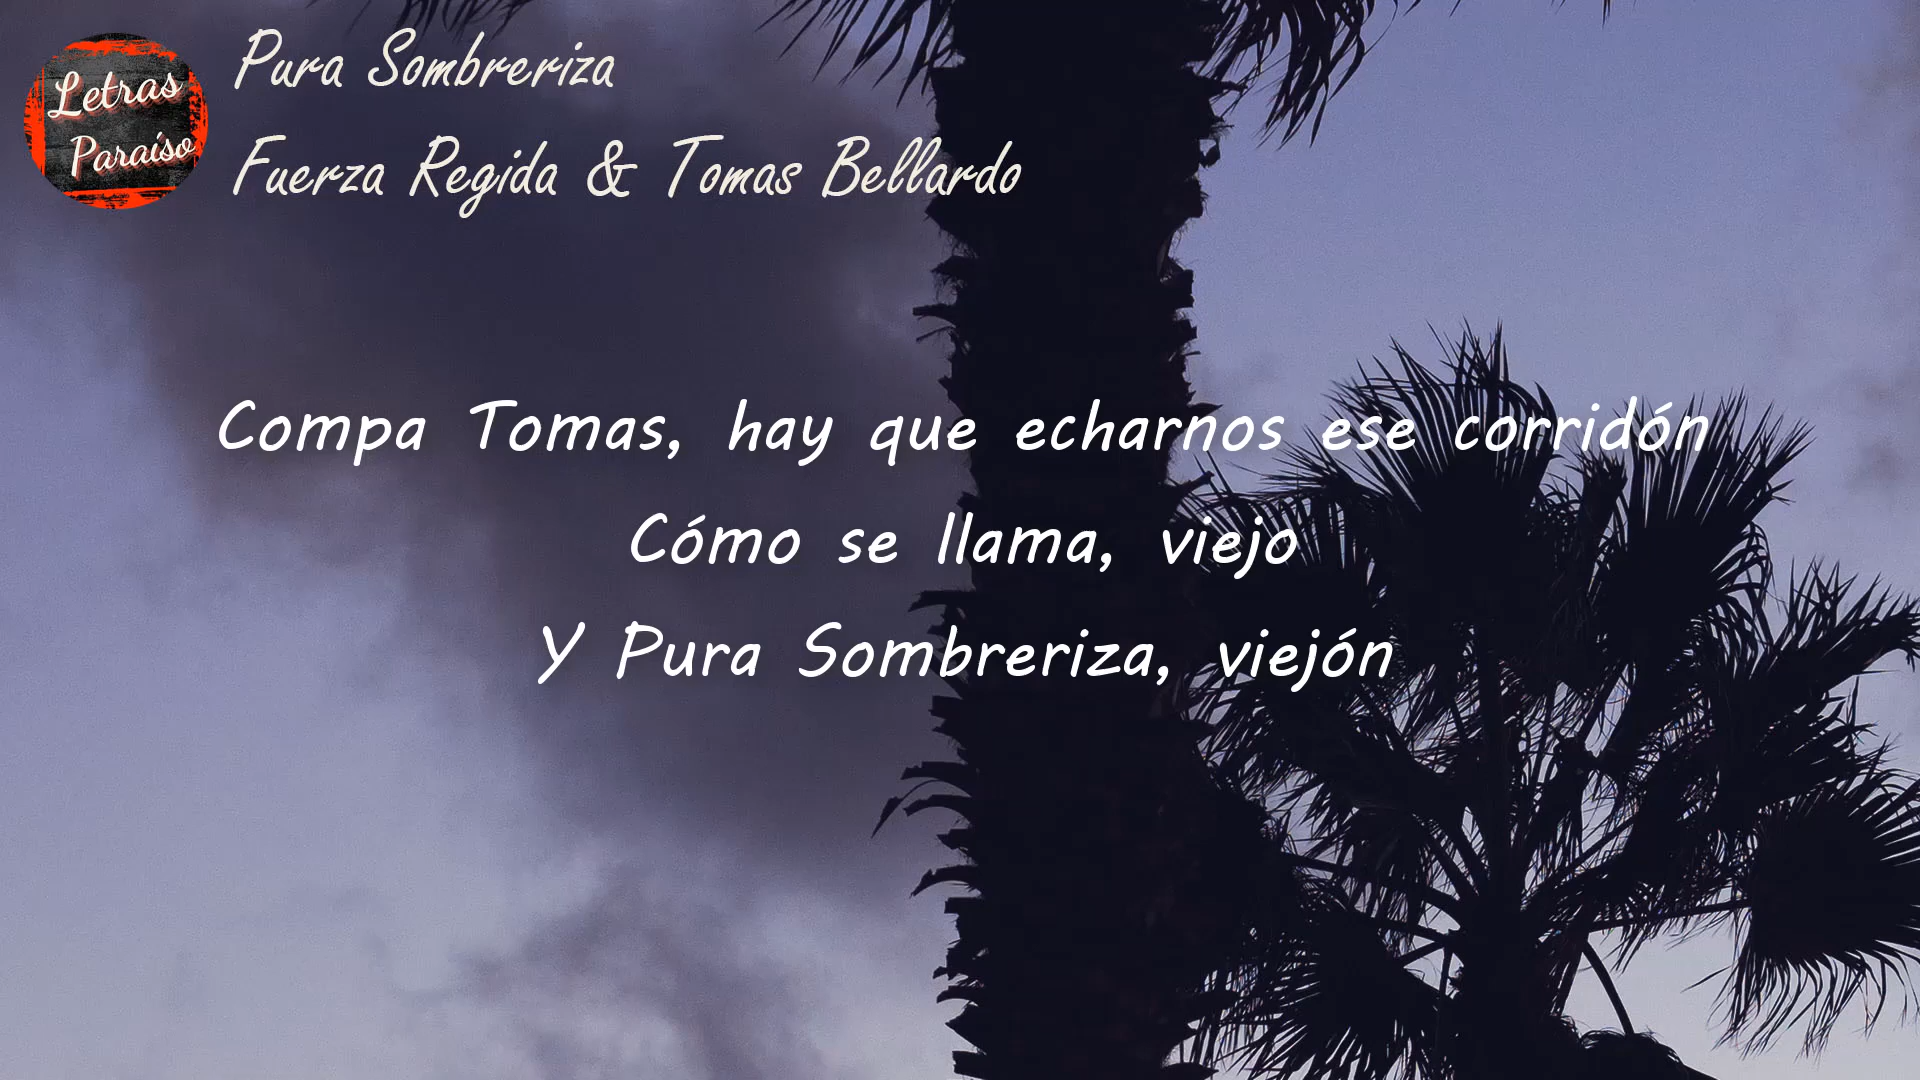 Letras
Paraíso
Pura Sombreriza
Fuerza Regida & Tomas Bellardo
Compa Tomas, hay que echarnos ese corridón
Cómo se llama, viejo
Y Pura Sombreriza, viejón